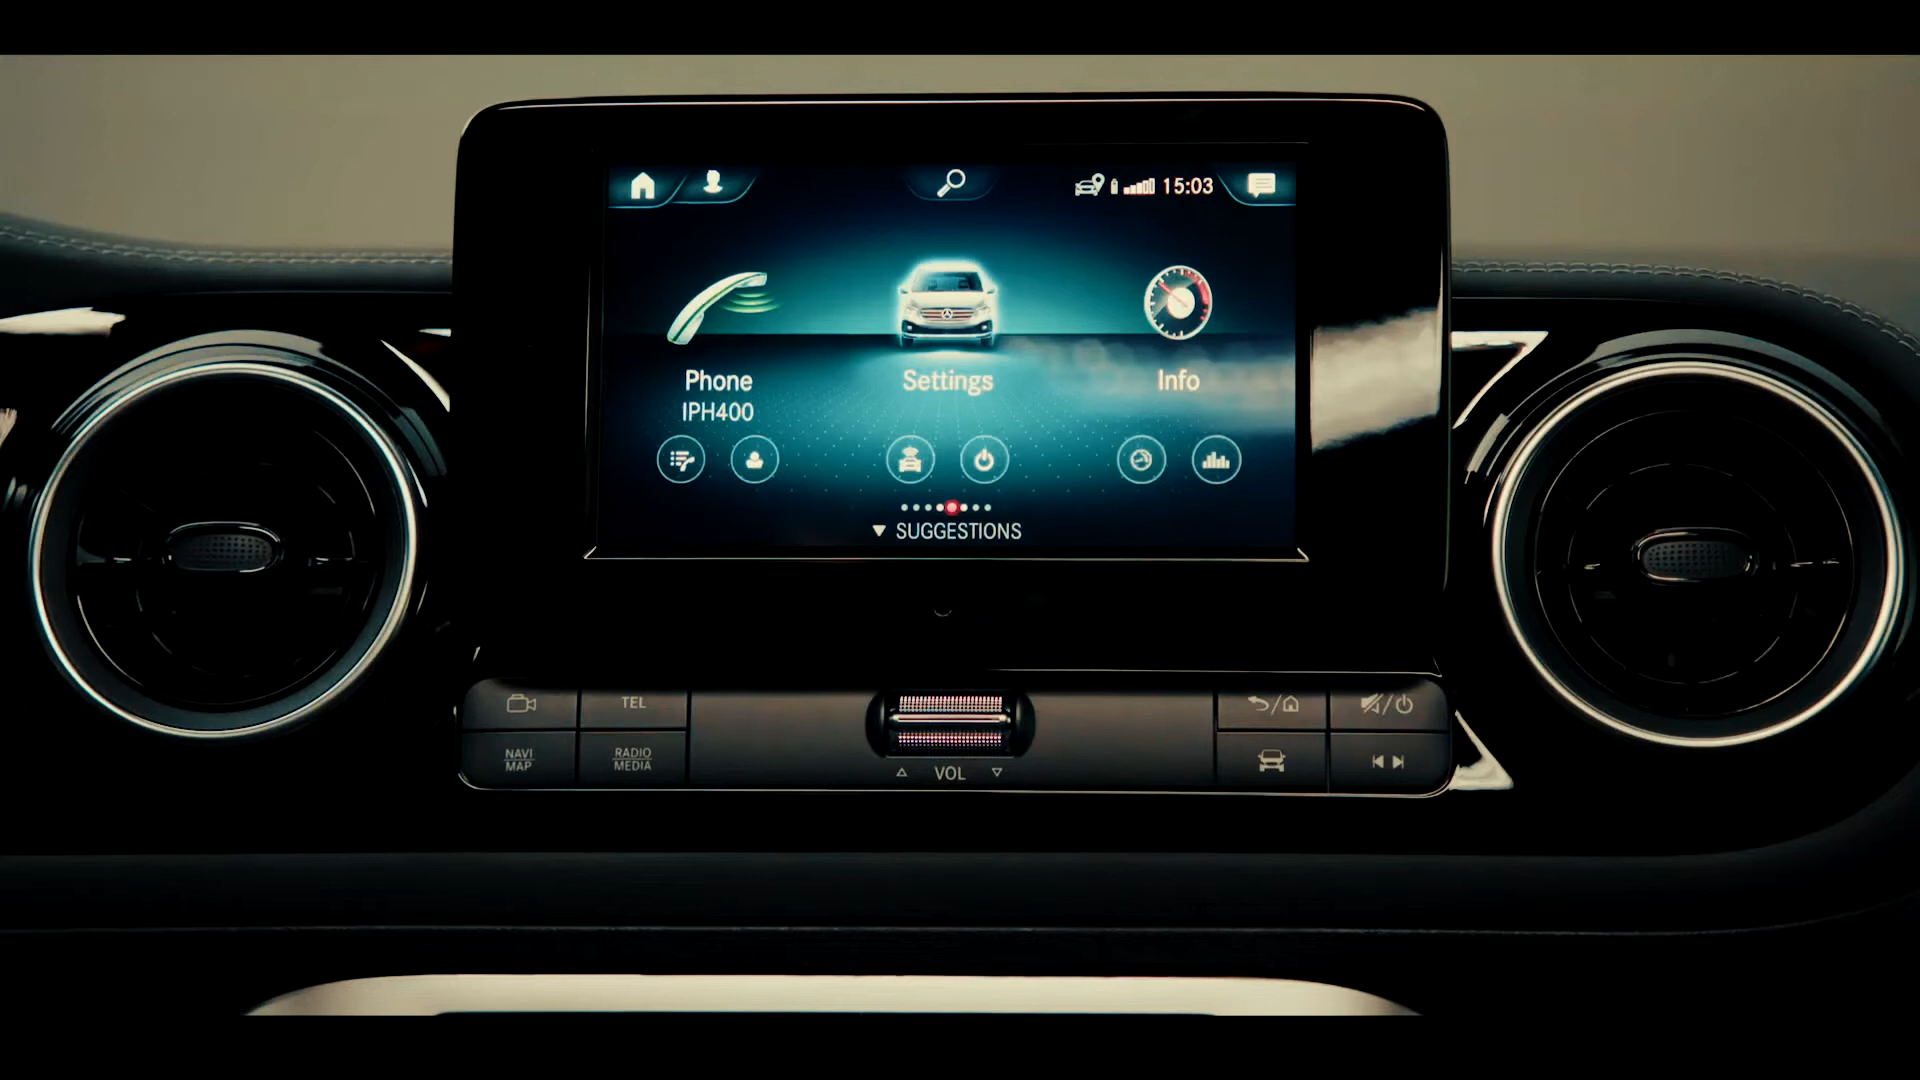 15:03
Phone
Settings
Info
IPH400
SUGGESTIONS
TEL
NAVI
MAP
RADIO
MEDIA
VOL